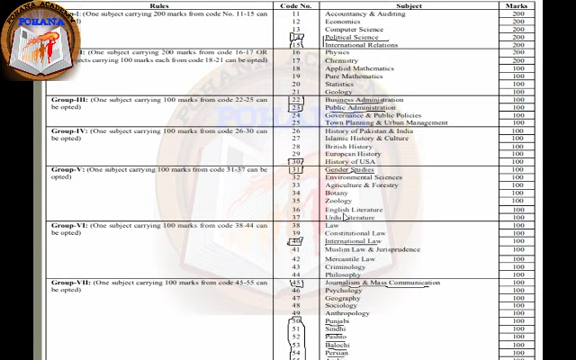 Rules Code No. Subject Marks
(One subject carrying 200 marks from code No. 11-15 can 11 Accountancy & Auditing 200
12 Economics 200
13 Computer Science 200
Political Science 200
15 International Relations 200
(One subject carrying 200 marks from code 16-17 OR 16 Physics 200
subjects carrying 100 marks each from code 18-21 can be opted) 17 Chemistry 200
18 Applied Mathematics 100
19 Pure Mathematics 100
20 Statistics 100
21 Geology 100
Group-III: (One subject carrying 100 marks from code 22-25 can 22 Business Administration 100
be opted) 23 Public Administration 100
24 Governance & Public Policies 100
25 Town Planning & Urban Management 100
Group-IV: (One subject carrying 100 marks from code 26-30 can 26 History of Pakistan & India 100
be opted) 27 Islamic History & Culture 100
28 British History 100
29 European History 100
30 History of USA 100
Group-V: (One subject carrying 100 marks from code 31-37 can be 31 Gender Studies 100
opted) 32 Environmental Sciences 100
33 Agriculture & Forestry 100
34 Botany 100
35 Zoology 100
36 English Literature 100
37 Urdu Literature 100
Group-VI: (One subject carrying 100 marks from code 38-44 can 38 Law 100
be opted) 39 Constitutional Law 100
40 International Law 100
41 Muslim Law & Jurisprudence 100
42 Mercantile Law 100
43 Criminology 100
44 Philosophy 100
Group-VII: (One subject carrying 100 marks from code 45-55 can 45 Journalism & Mass Communication 100
be opted) 46 Psychology 100
47 Geography 100
48 Sociology 100
49 Anthropology 100
50 Punjabi 100
51 Sindhi 100
52 Pashto 100
53 Balochi 100
54 Persian 100
POHANA